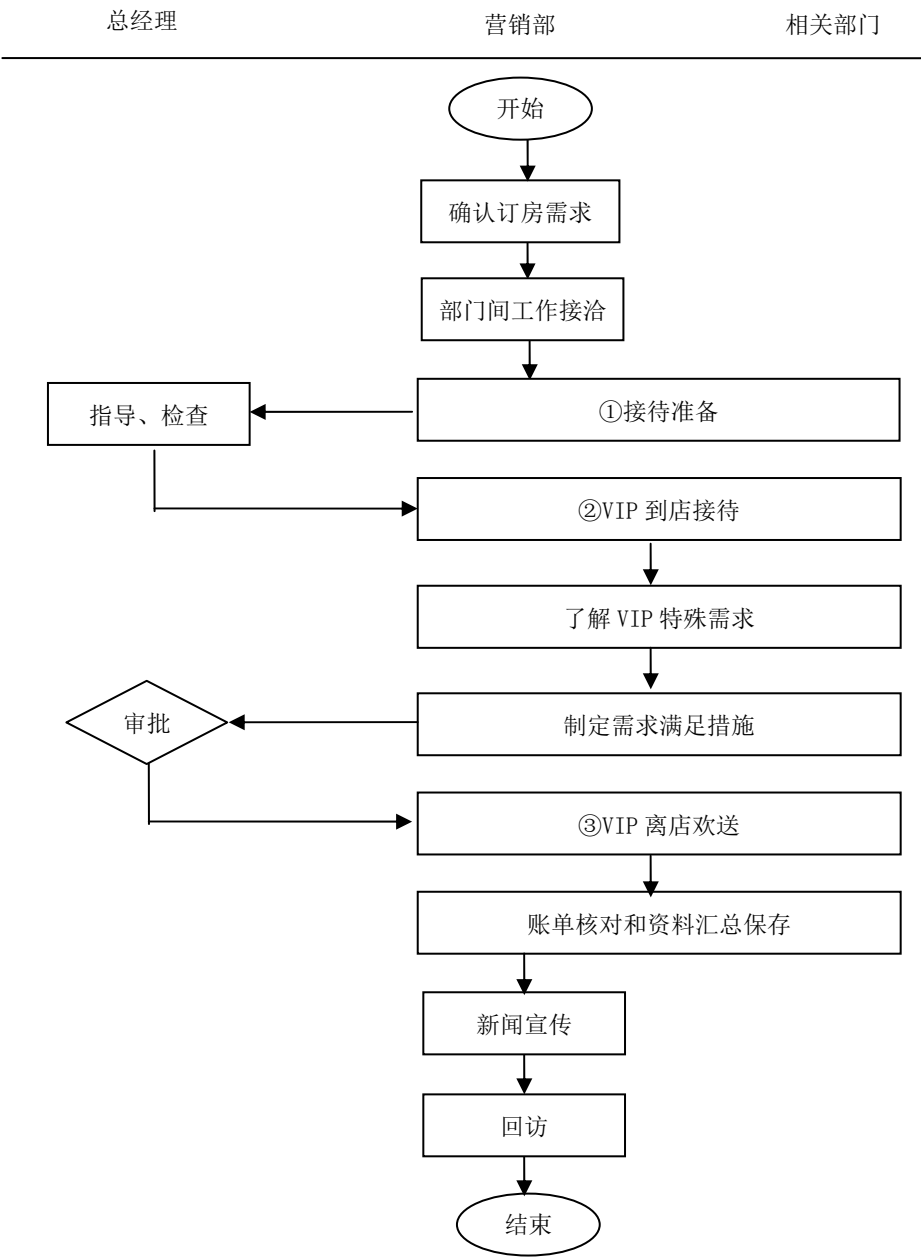 总经理
营销部
相关部门
开始
确认订房需求
部门间工作接洽
①接待准备
指导、检查
②VIP 到店接待
了解 VIP 特殊需求
制定需求满足措施
审批
③VIP 离店欢送
账单核对和资料汇总保存
新闻宣传
回访
结束